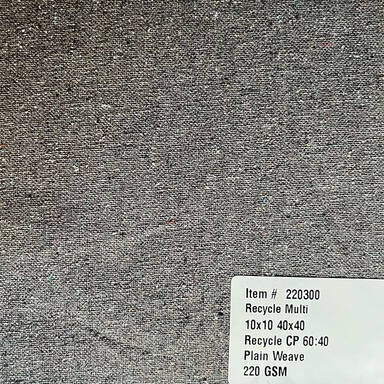 Item # 220300
Recycle Multi
10x10 40x40
Recycle CP 60:40
Plain Weave
220 GSM